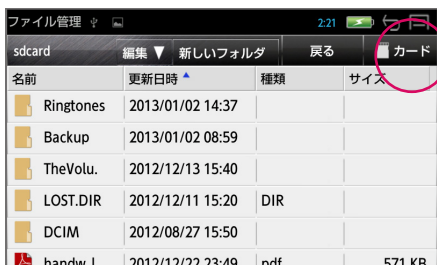 ファイル管理 2:21
sdcard 編集 ▼ 新しいフォルダ 戻る カード
名前 更新日時 ▲ 種類 サイズ
Ringtones 2013/01/02 14:37
Backup 2013/01/02 08:59
TheVolu. 2012/12/13 15:40
LOST.DIR 2012/12/11 15:20 DIR
DCIM 2012/08/27 15:50
handw_l 2012/12/22 23:49 pdf 571 KB